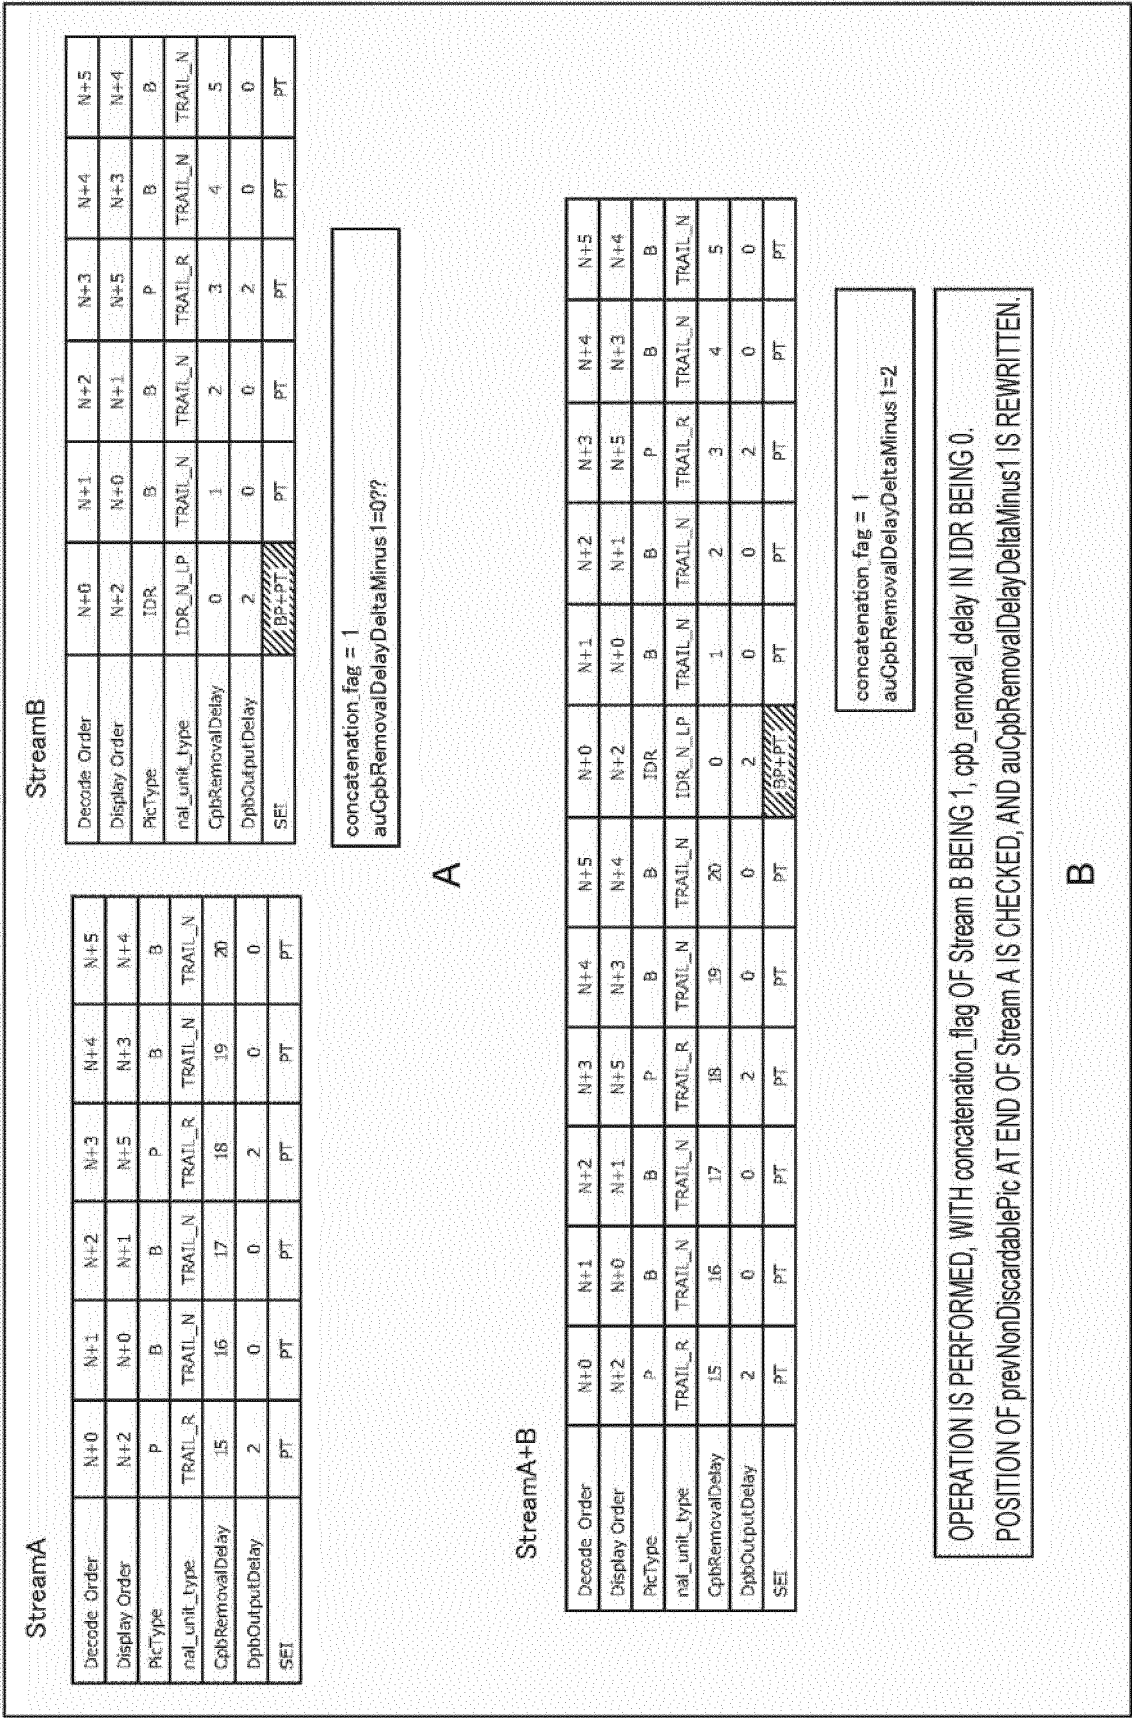 StreamA
Decode Order N+0 N+1 N+2 N+3 N+4 N+5
Display Order N+2 N+0 N+1 N+5 N+3 N+4
PicType P B B P B B
nal_unit_type TRAIL_R TRAIL_N TRAIL_N TRAIL_R TRAIL_N TRAIL_N
CpbRemovalDelay 15 16 17 18 19 20
DpbOutputDelay 2 0 0 2 0 0
SEI PT PT PT PT PT PT
StreamB
Decode Order N+0 N+1 N+2 N+3 N+4 N+5
Display Order N+2 N+0 N+1 N+5 N+3 N+4
PicType IDR B B P B B
nal_unit_type IDR_N_LP TRAIL_N TRAIL_N TRAIL_R TRAIL_N TRAIL_N
CpbRemovalDelay 0 1 2 3 4 5
DpbOutputDelay 2 0 0 2 0 0
SEI BP+PT PT PT PT PT PT
concatenation_fag = 1
auCpbRemovalDelayDeltaMinus1=0??
A
StreamA+B
Decode Order N+0 N+1 N+2 N+3 N+4 N+5 N+0 N+1 N+2 N+3 N+4 N+5
Display Order N+2 N+0 N+1 N+5 N+3 N+4 N+2 N+0 N+1 N+5 N+3 N+4
PicType P B B P B B IDR B B P B B
nal_unit_type TRAIL_R TRAIL_N TRAIL_N TRAIL_R TRAIL_N TRAIL_N IDR_N_LP TRAIL_N TRAIL_N TRAIL_R TRAIL_N TRAIL_N
CpbRemovalDelay 15 16 17 18 19 20 0 1 2 3 4 5
DpbOutputDelay 2 0 0 2 0 0 2 0 0 2 0 0
SEI PT PT PT PT PT PT BP+PT PT PT PT PT PT
concatenation_fag = 1
auCpbRemovalDelayDeltaMinus1=2
OPERATION IS PERFORMED, WITH concatenation_flag OF Stream B BEING 1, cpb_removal_delay IN IDR BEING 0.
POSITION OF prevNonDiscardablePic AT END OF Stream A IS CHECKED, AND auCpbRemovalDelayDeltaMinus1 IS REWRITTEN.
B